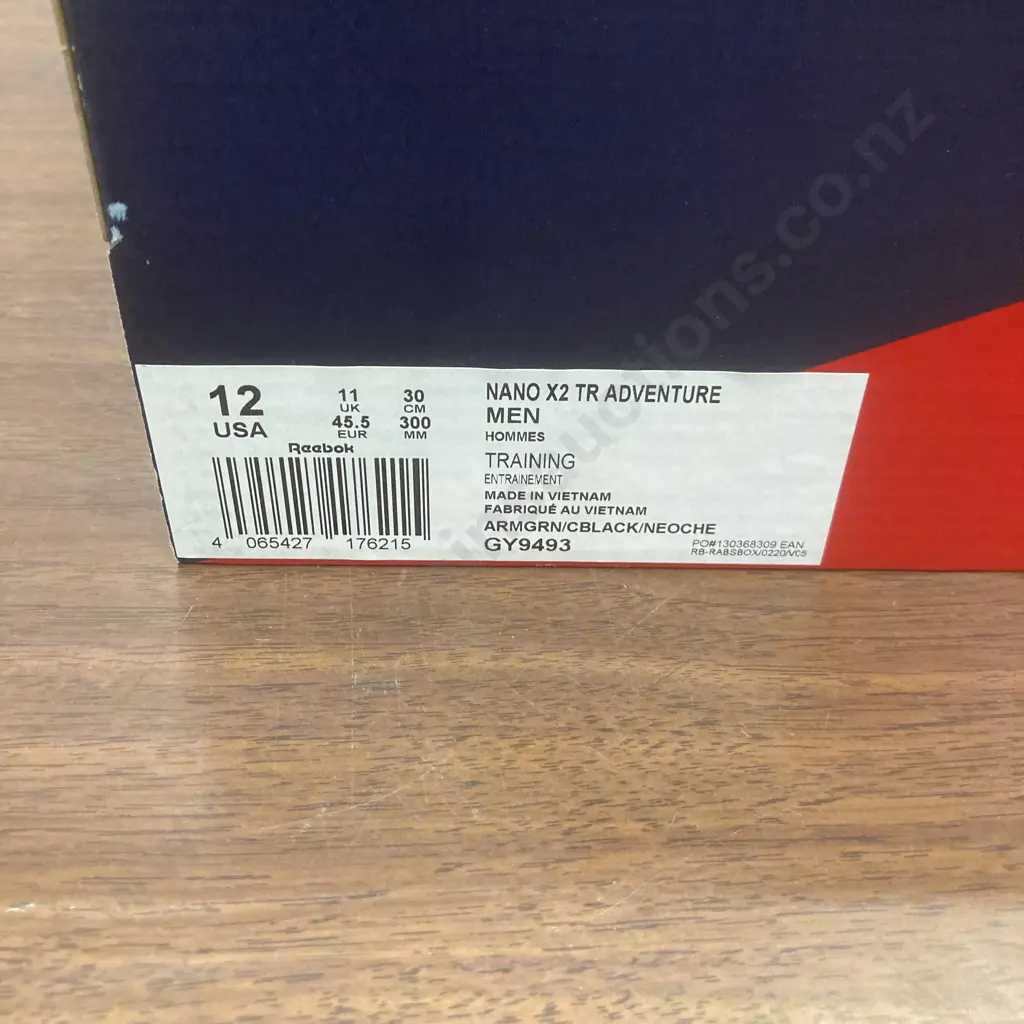 12
USA
11
UK
45.5
EUR
30
CM
300
MM
Reebok
4 065427 176215
NANO X2 TR ADVENTURE
MEN
HOMMES
TRAINING
ENTRAINEMENT
MADE IN VIETNAM
FABRIQUÉ AU VIETNAM
ARMGRN/CBLACK/NEOCHE
GY9493
PO#130368309 EAN
RB-RABSBOX/0220/V05